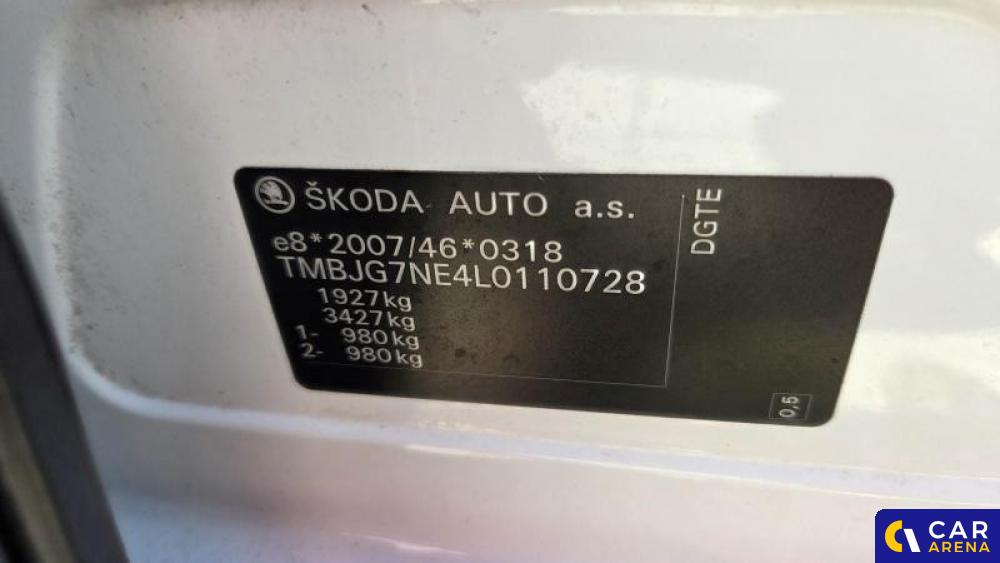 ŠKODA AUTO a.s.
e8*2007/46*0318
TMBJG7NE4L0110728
1927kg
3427kg
1- 980kg
2- 980kg
DGTE
0,5
CAR
ARENA